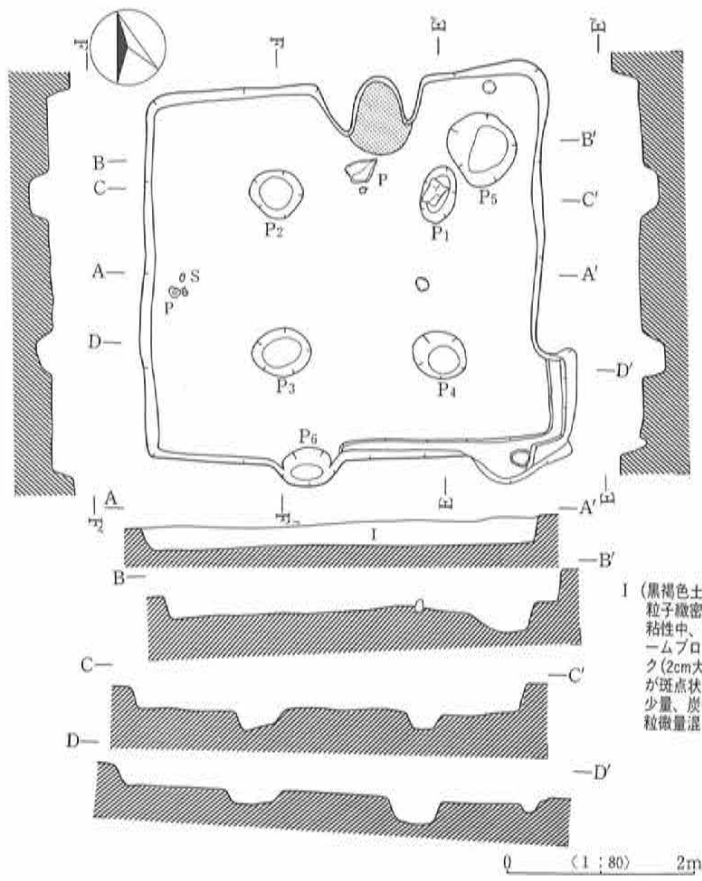 F′
F′
E′
E′
B
B′
C
C′
P
P₂
P₁
P₅
A
A′
S
P
D
D′
P₃
P₄
P₆
A
F
F
E
E
A′
I
B
B′
I (黒褐色土
粒子緻密
粘性中、
ームブロ
ク(2cm大
が斑点状
少量、炭
粒微量混
C
C′
D
D′
0 (1:80) 2m